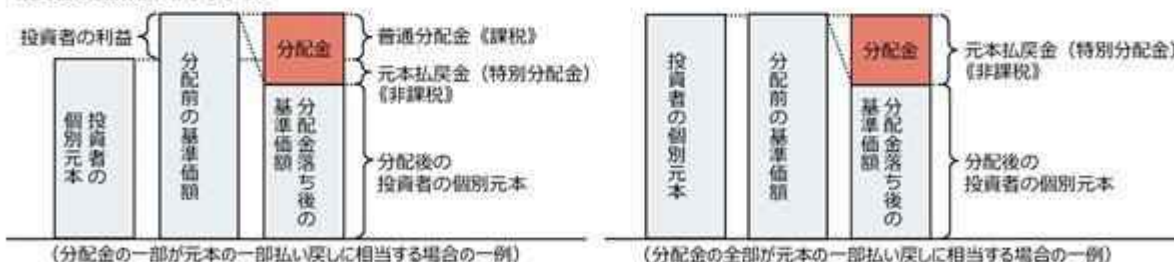 投資者の利益
投資者の
個別元本
分配前の基準価額
分配金
分配金落ち後の
基準価額
普通分配金《課税》
元本払戻金（特別分配金）
《非課税》
分配後の
投資者の個別元本
（分配金の一部が元本の一部払い戻しに相当する場合の一例）
投資者の個別元本
分配前の基準価額
分配金
分配金落ち後の
基準価額
元本払戻金（特別分配金）
《非課税》
分配後の
投資者の個別元本
（分配金の全部が元本の一部払い戻しに相当する場合の一例）